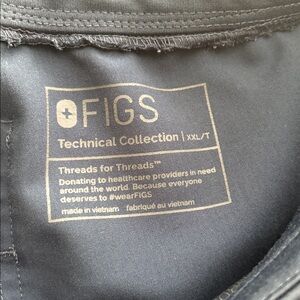 FIGS
Technical Collection | XXL/T
Threads for Threads™
Donating to healthcare providers in need
around the world. Because everyone
deserves to #wearFIGS
made in vietnam fabriqué au vietnam